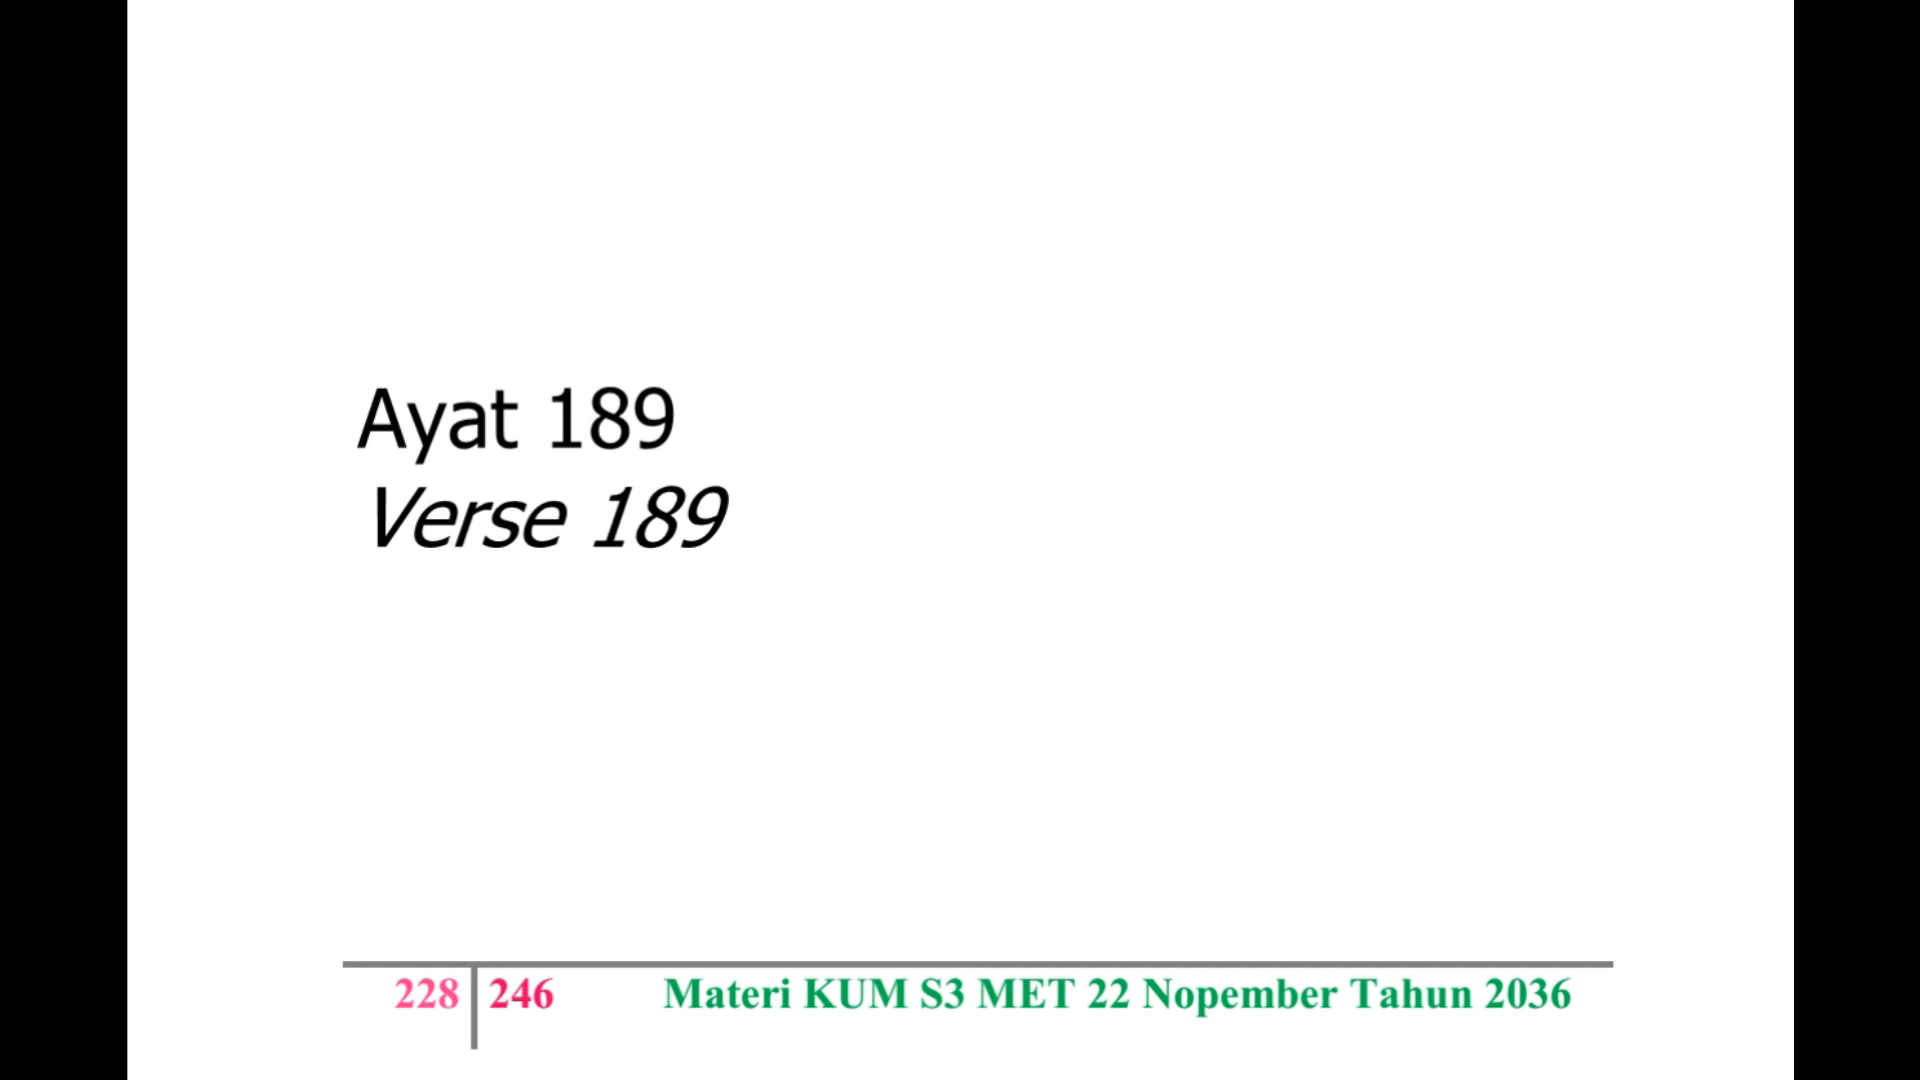 Ayat 189
Verse 189
228 246 Materi KUM S3 MET 22 Nopember Tahun 2036